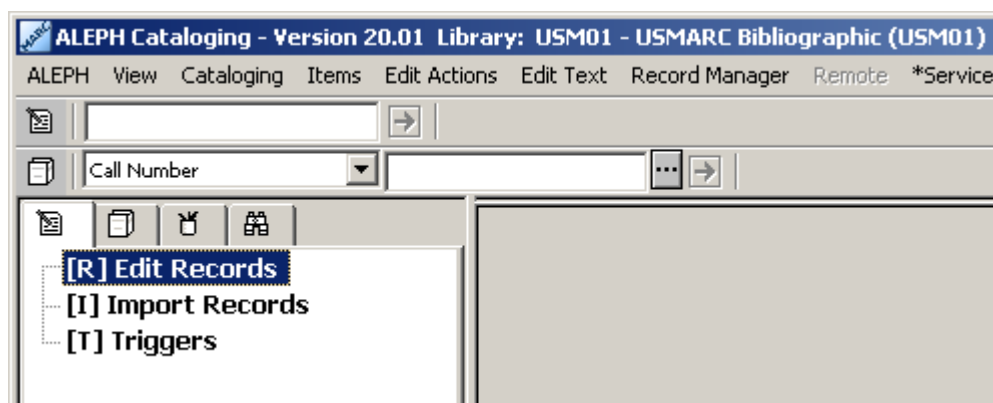 ALEPH Cataloging - Version 20.01 Library: USM01 - USMARC Bibliographic (USM01)
ALEPH View Cataloging Items Edit Actions Edit Text Record Manager Remote *Service
Call Number
...
[R] Edit Records
[I] Import Records
[T] Triggers